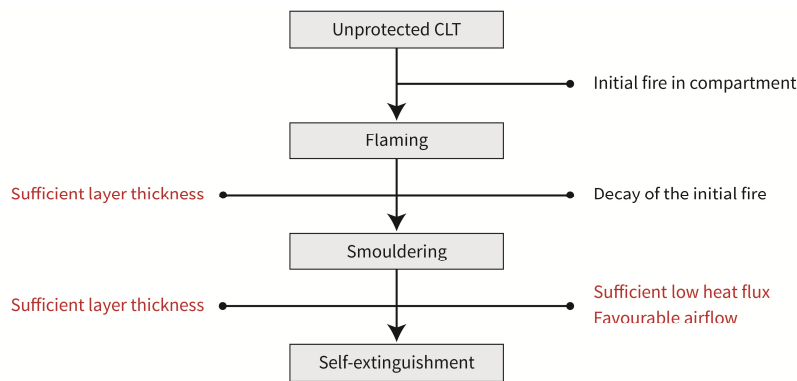 Unprotected CLT
Initial fire in compartment
Flaming
Sufficient layer thickness
Decay of the initial fire
Smouldering
Sufficient layer thickness
Sufficient low heat flux
Favourable airflow
Self-extinguishment